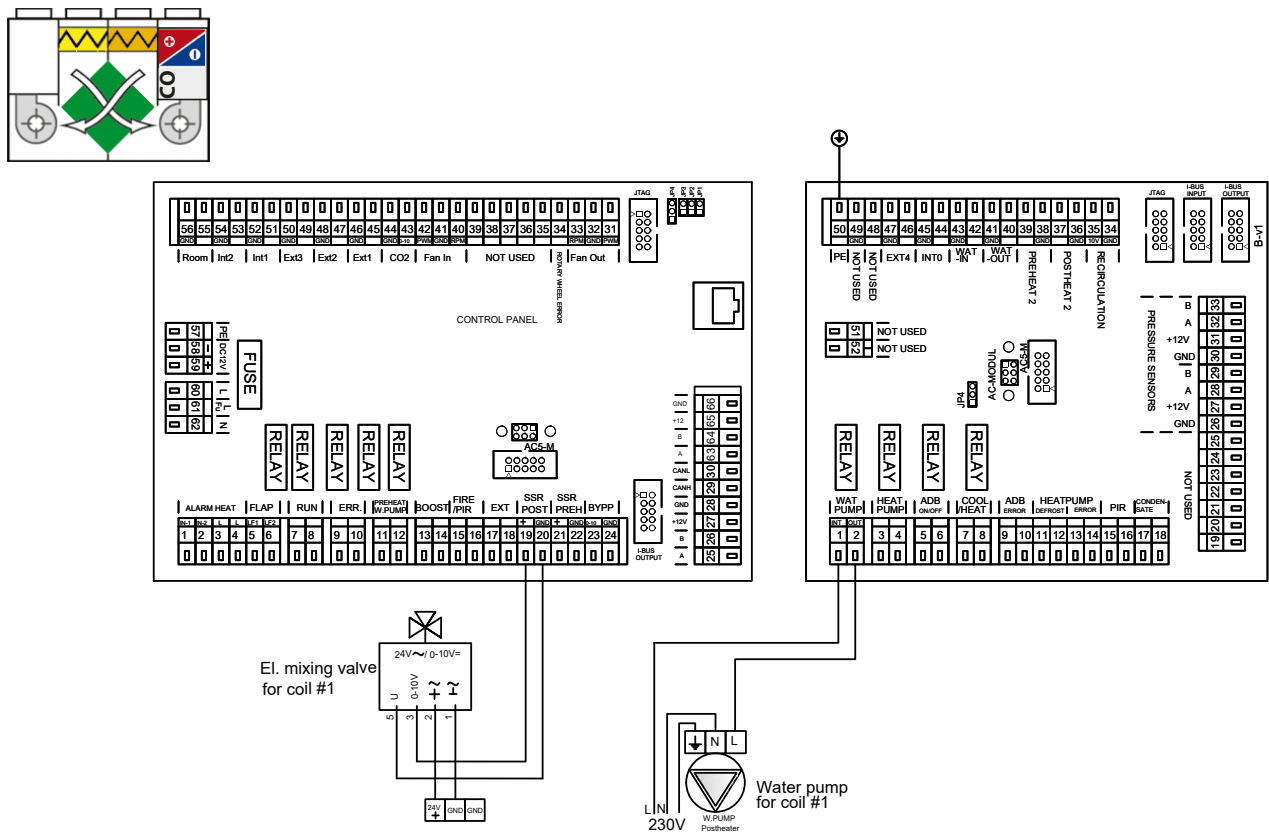 CO
JTAG
JP4
JP3
JP2
JP1
56 55 54 53 52 51 50 49 48 47 46 45 44 43 42 41 40 39 38 37 36 35 34 33 32 31
GND GND GND GND GND GND GND 0-10 PWM GND RPM RPM GND PWM
Room Int2 Int1 Ext3 Ext2 Ext1 CO2 Fan In NOT USED ROTARY WHEEL ERROR Fan Out
CONTROL PANEL
57 PE
58 - DC12V
59 +
60 L
61 L Fu
62 N
FUSE
RELAY RELAY RELAY RELAY RELAY
AC5-M
GND 66
+12 65
B 64
A 63
CANL 30
CANH 29
GND 28
+12V 27
B 26
A 25
I-BUS
OUTPUT
ALARM HEAT FLAP RUN ERR. PREHEAT W.PUMP BOOST FIRE /PIR EXT SSR POST SSR PREH BYPP
IN-1 IN-2 L L LF1 LF2 + GND + GND 0-10 GND
1 2 3 4 5 6 7 8 9 10 11 12 13 14 15 16 17 18 19 20 21 22 23 24
JTAG
I-BUS
INPUT
I-BUS
OUTPUT
B-V1
50 49 48 47 46 45 44 43 42 41 40 39 38 37 36 35 34
GND GND GND GND GND GND GND 10V GND
PE NOT USED NOT USED EXT4 INT0 WAT -IN WAT -OUT PREHEAT 2 POSTHEAT 2 RECIRCULATION
51 NOT USED
52 NOT USED
AC-MODUL
AC5-M
JP4
PRESSURE SENSORS
B 33
A 32
+12V 31
GND 30
B 29
A 28
+12V 27
GND 26
25
24
23
22
21
20
19
NOT USED
RELAY RELAY RELAY RELAY
WAT PUMP HEAT PUMP ADB ON/OFF COOL /HEAT ADB ERROR HEATPUMP DEFROST ERROR PIR CONDEN- SATE
INT OUT
1 2 3 4 5 6 7 8 9 10 11 12 13 14 15 16 17 18
El. mixing valve
for coil #1
24V~/ 0-10V=
U 0-10V + ~ - ~
5 3 2 1
24V + GND GND
N L
L N
230V
W.PUMP
Postheater
Water pump
for coil #1